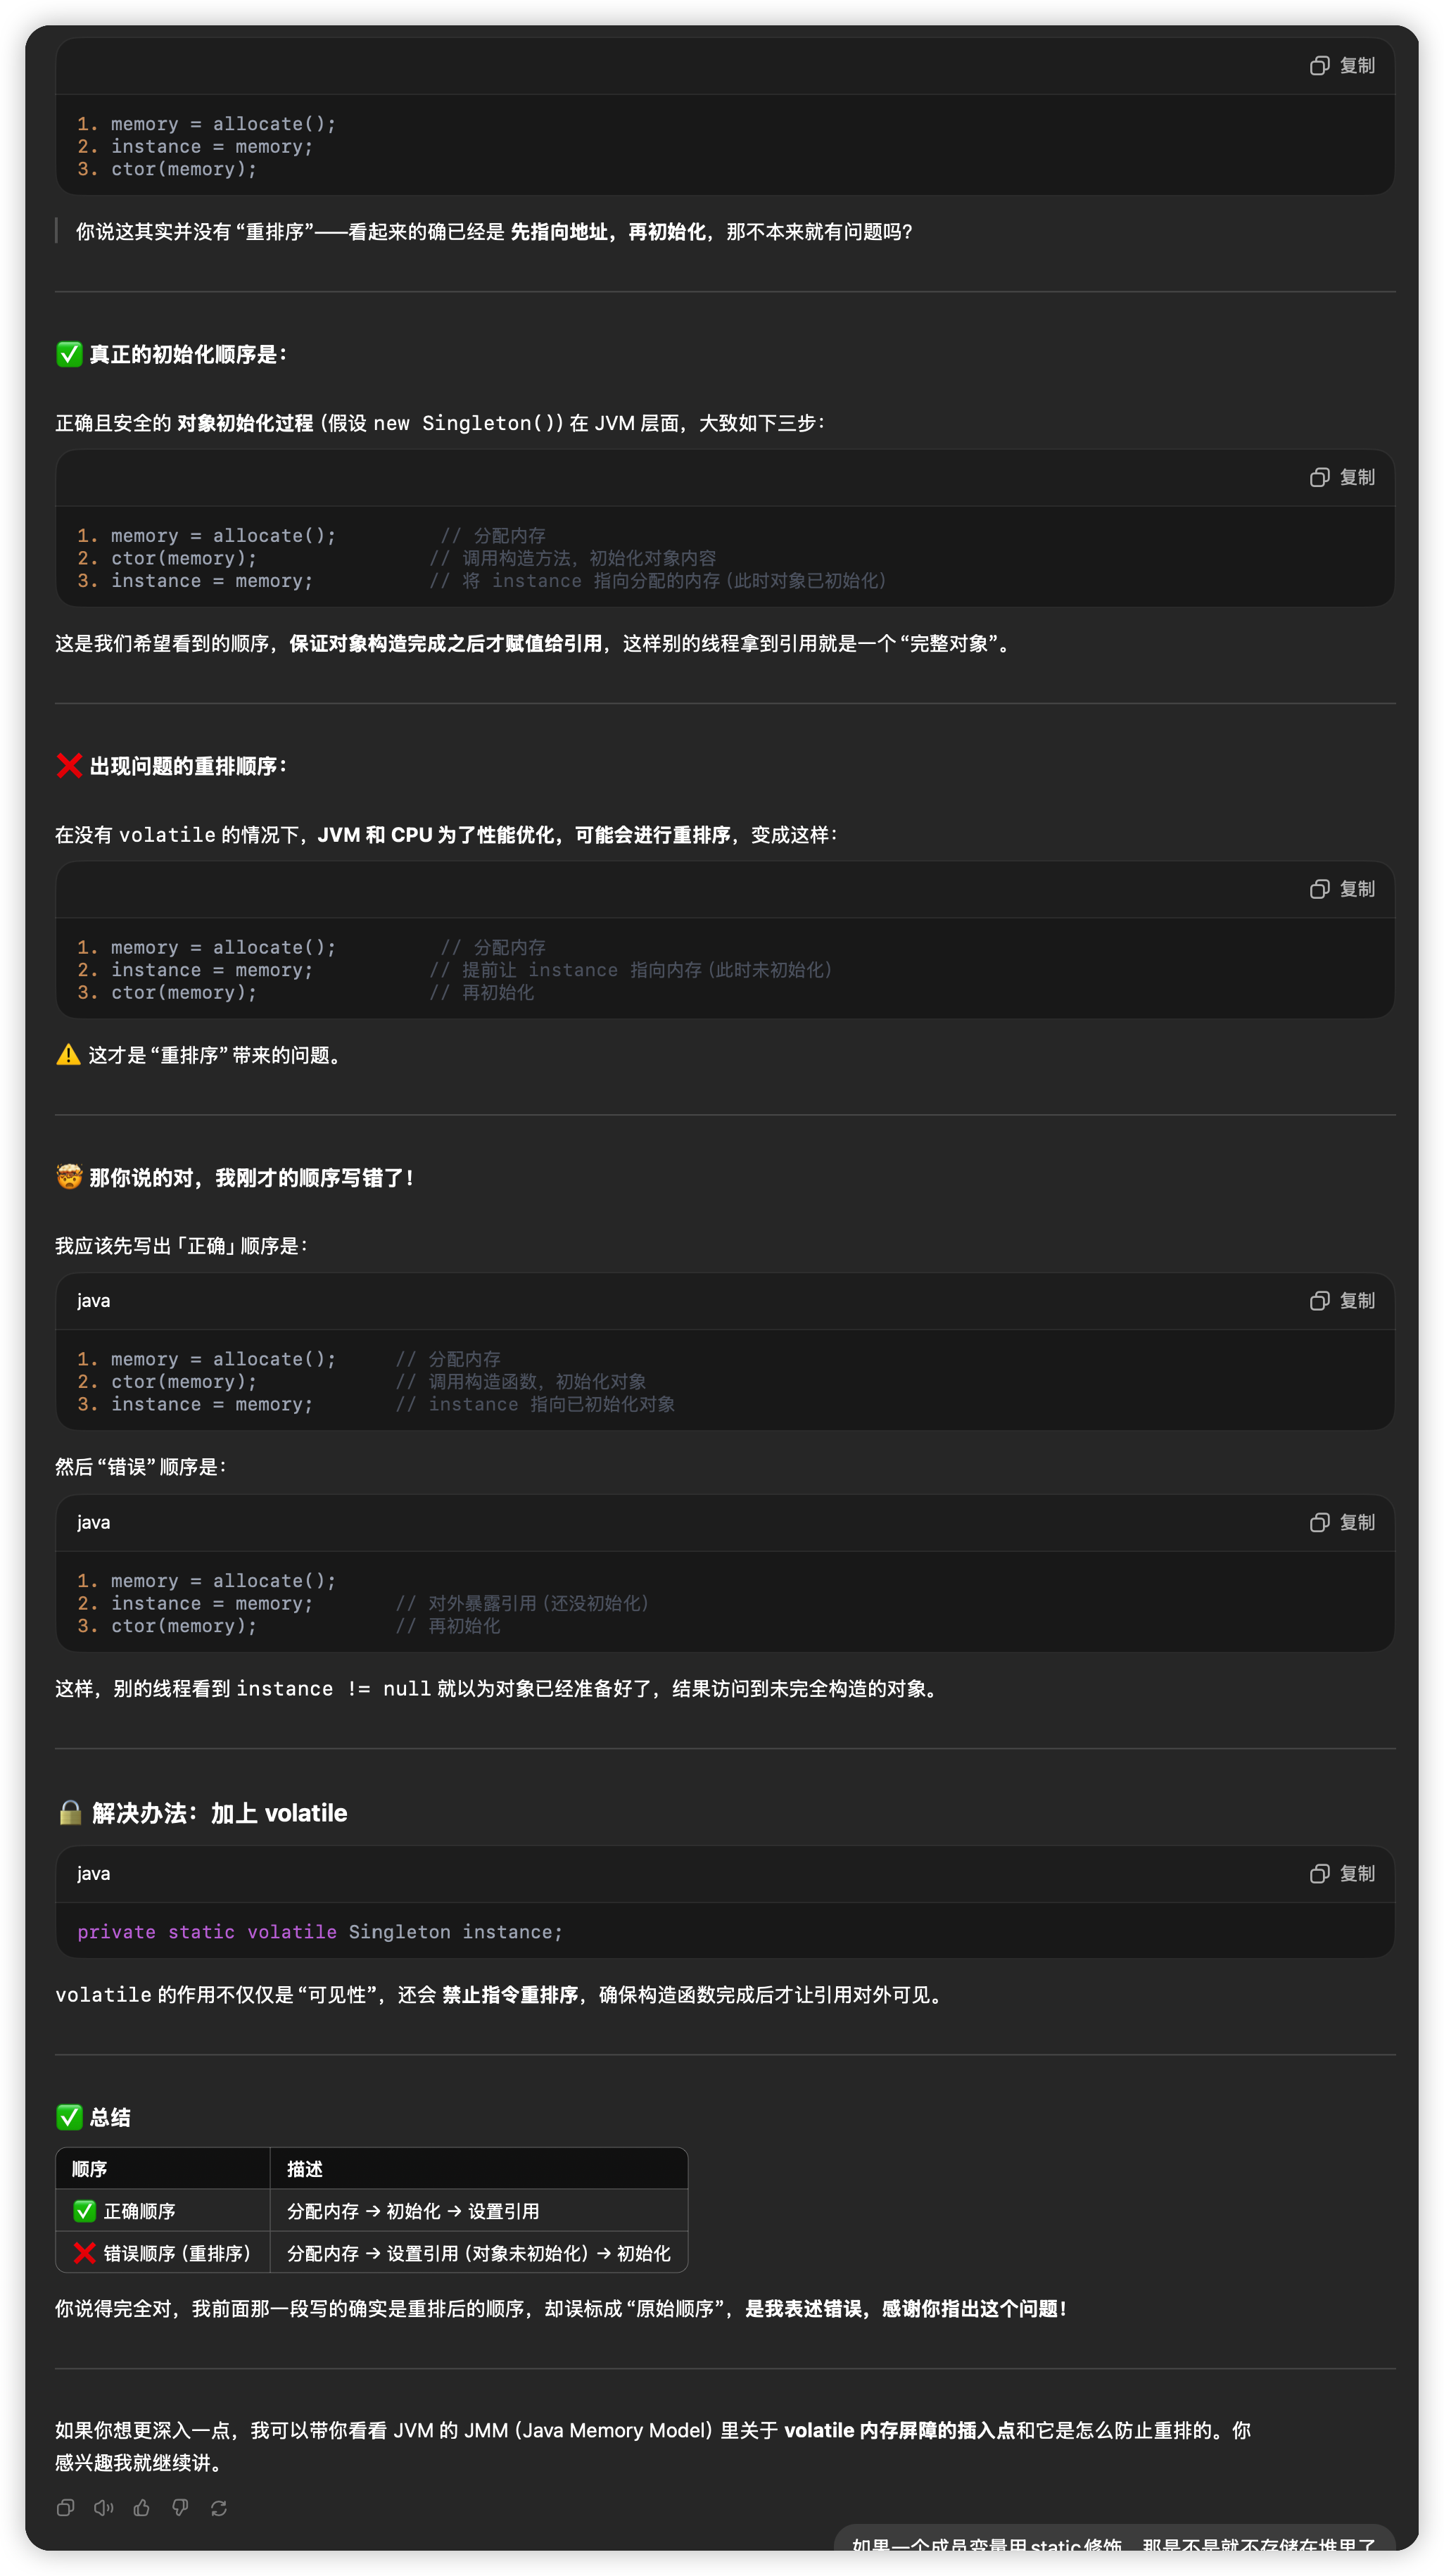 复制
1. memory = allocate();
2. instance = memory;
3. ctor(memory);
你说这其实并没有“重排序”——看起来的确已经是 先指向地址，再初始化，那不本来就有问题吗？
真正的初始化顺序是：
正确且安全的 对象初始化过程（假设 new Singleton()）在 JVM 层面，大致如下三步：
复制
1. memory = allocate(); // 分配内存
2. ctor(memory); // 调用构造方法，初始化对象内容
3. instance = memory; // 将 instance 指向分配的内存（此时对象已初始化）
这是我们希望看到的顺序，保证对象构造完成之后才赋值给引用，这样别的线程拿到引用就是一个“完整对象”。
出现问题的重排顺序：
在没有 volatile 的情况下，JVM 和 CPU 为了性能优化，可能会进行重排序，变成这样：
复制
1. memory = allocate(); // 分配内存
2. instance = memory; // 提前让 instance 指向内存（此时未初始化）
3. ctor(memory); // 再初始化
这才是“重排序”带来的问题。
那你说的对，我刚才的顺序写错了！
我应该先写出「正确」顺序是：
java
复制
1. memory = allocate(); // 分配内存
2. ctor(memory); // 调用构造函数，初始化对象
3. instance = memory; // instance 指向已初始化对象
然后“错误”顺序是：
java
复制
1. memory = allocate();
2. instance = memory; // 对外暴露引用（还没初始化）
3. ctor(memory); // 再初始化
这样，别的线程看到 instance != null 就以为对象已经准备好了，结果访问到未完全构造的对象。
解决办法：加上 volatile
java
复制
private static volatile Singleton instance;
volatile 的作用不仅仅是“可见性”，还会 禁止指令重排序，确保构造函数完成后才让引用对外可见。
总结
顺序 描述
正确顺序 分配内存 → 初始化 → 设置引用
错误顺序（重排序） 分配内存 → 设置引用（对象未初始化）→ 初始化
你说得完全对，我前面那一段写的确实是重排后的顺序，却误标成“原始顺序”，是我表述错误，感谢你指出这个问题！
如果你想更深入一点，我可以带你看看 JVM 的 JMM（Java Memory Model）里关于 volatile 内存屏障的插入点和它是怎么防止重排的。你
感兴趣我就继续讲。
如果一个成员变量用static修饰，那是不是就不存储在堆里了